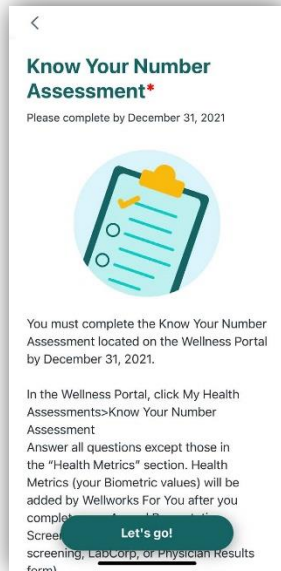 Know Your Number
Assessment*
Please complete by December 31, 2021
You must complete the Know Your Number
Assessment located on the Wellness Portal
by December 31, 2021.
In the Wellness Portal, click My Health
Assessments>Know Your Number
Assessment
Answer all questions except those in
the "Health Metrics" section. Health
Metrics (your Biometric values) will be
added by Wellworks For You after you
Let's go!
screening, LabCorp, or Physician Results
form)